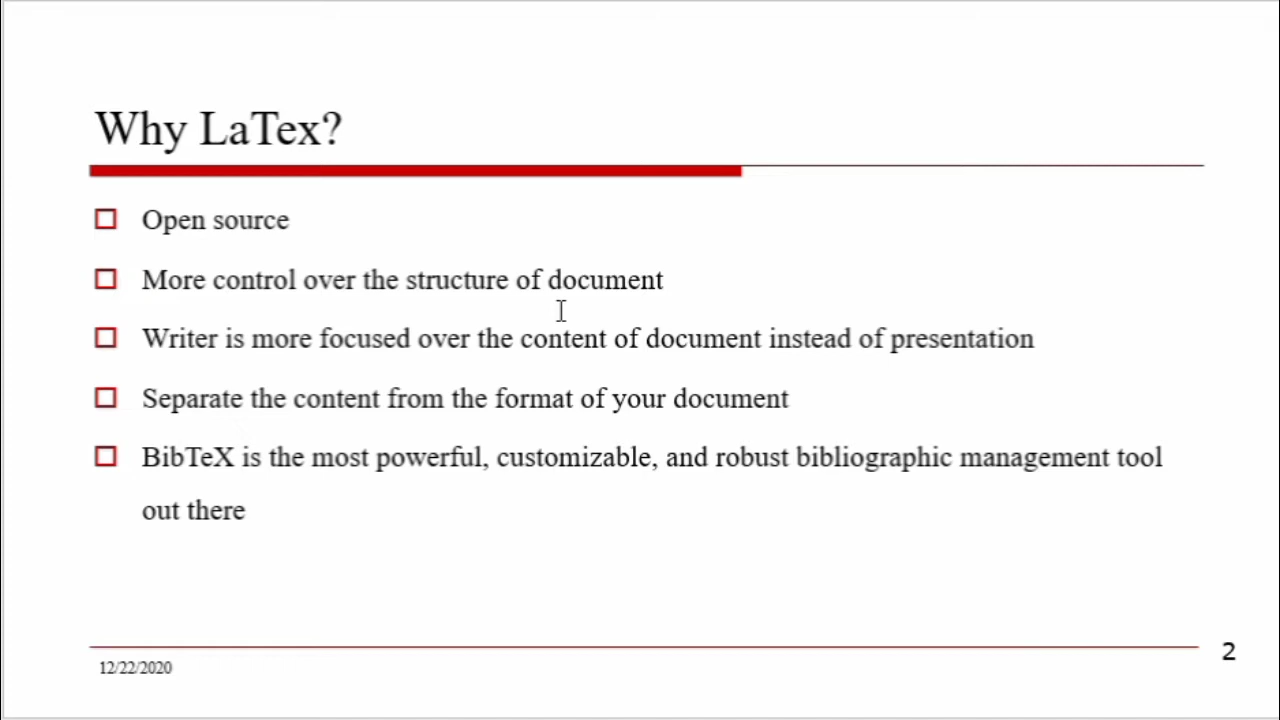 Why LaTex?
Open source
More control over the structure of document
Writer is more focused over the content of document instead of presentation
Separate the content from the format of your document
BibTeX is the most powerful, customizable, and robust bibliographic management tool
out there
12/22/2020
2